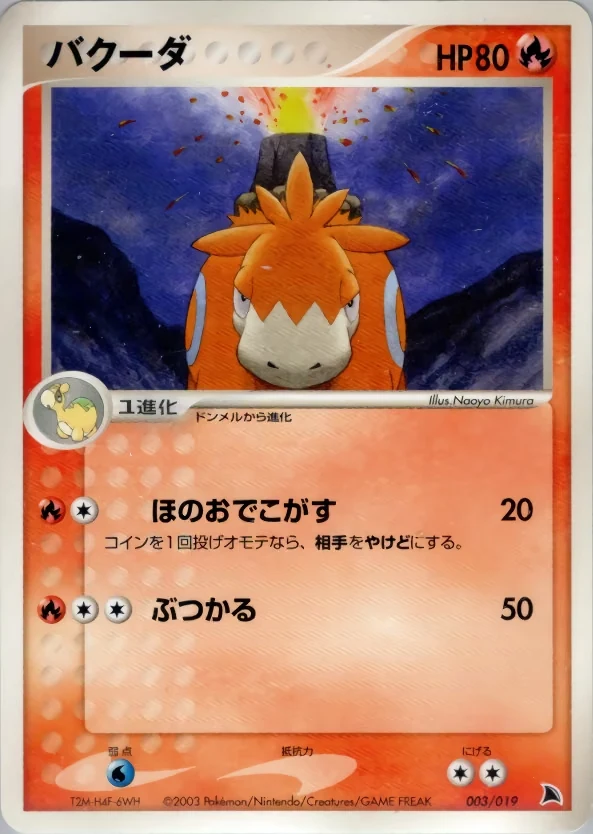 バクーダ HP80
Illus.Naoyo Kimura
1進化
ドンメルから進化
ほのおでこがす 20
コインを1回投げオモテなら、相手をやけどにする。
ぶつかる 50
弱点 抵抗力 にげる
T2M-H4F-6WH ©2003 Pokémon/Nintendo/Creatures/GAME FREAK 003/019